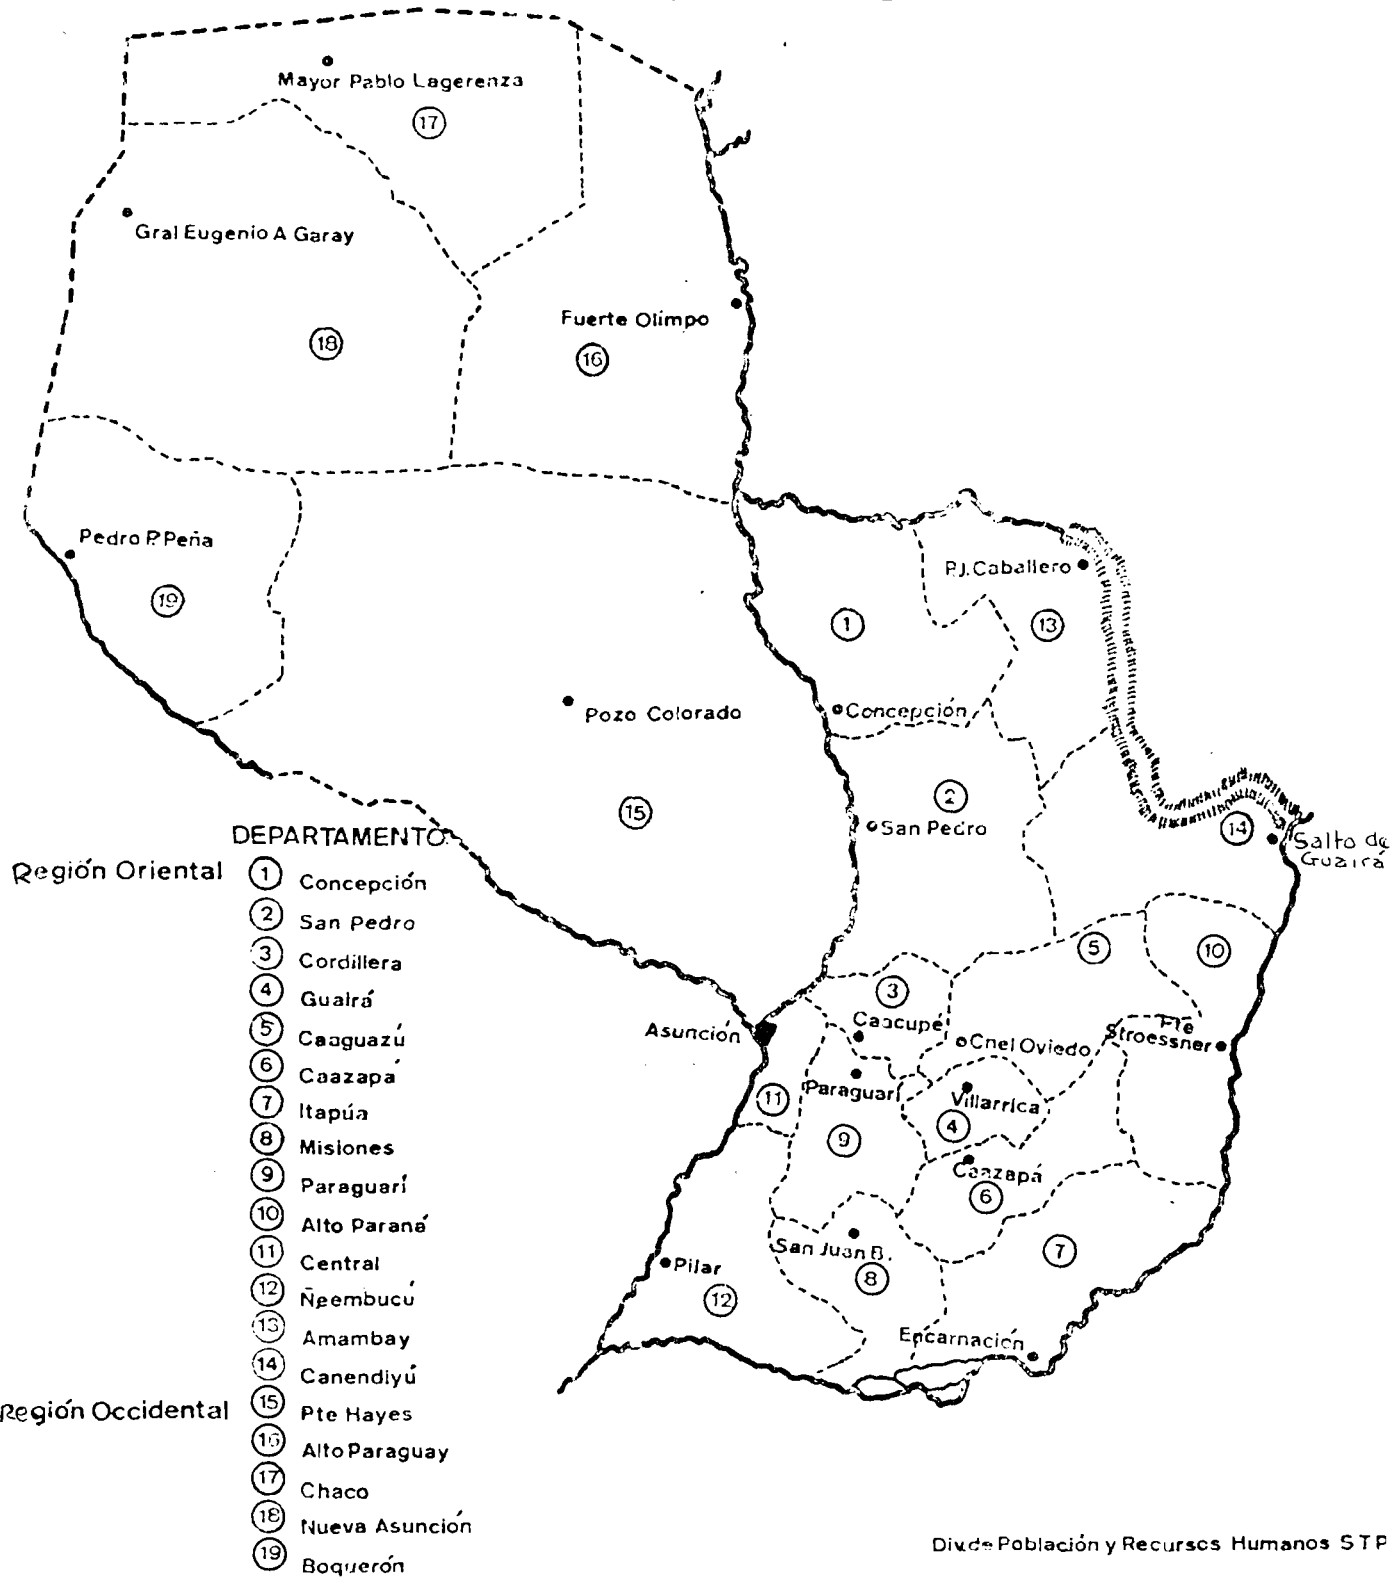 Mayor Pablo Lagerenza
17
Gral Eugenio A Garay
18
Fuerte Olimpo
16
Pedro P. Peña
19
P.J. Caballero
1
13
Pozo Colorado
Concepción
15
2
San Pedro
14
Salto de
Guairá
5
10
3
Asunción
Caacupé
Cnel Oviedo
Pte
Stroessner
Paraguarí
Villarrica
11
9
4
Caazapá
6
San Juan B.
7
8
Pilar
12
Encarnación
DEPARTAMENTO
Región Oriental
1 Concepción
2 San Pedro
3 Cordillera
4 Guairá
5 Caaguazú
6 Caazapá
7 Itapúa
8 Misiones
9 Paraguarí
10 Alto Paraná
11 Central
12 Ñeembucú
13 Amambay
14 Canendiyú
Región Occidental
15 Pte Hayes
16 Alto Paraguay
17 Chaco
18 Nueva Asunción
19 Boquerón
Div.de Población y Recursos Humanos STP